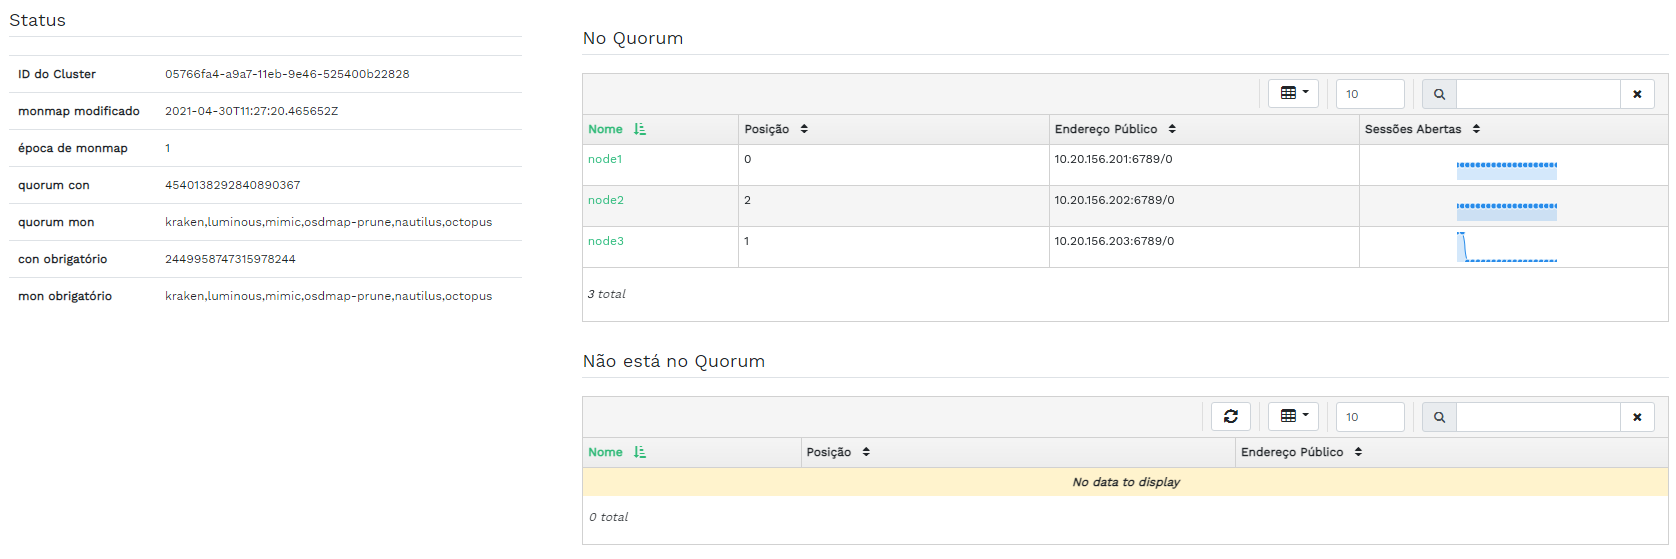 Status
ID do Cluster 05766fa4-a9a7-11eb-9e46-525400b22828
monmap modificado 2021-04-30T11:27:20.465652Z
época de monmap 1
quorum con 4540138292840890367
quorum mon kraken,luminous,mimic,osdmap-prune,nautilus,octopus
con obrigatório 2449958747315978244
mon obrigatório kraken,luminous,mimic,osdmap-prune,nautilus,octopus
No Quorum
10
Nome Posição Endereço Público Sessões Abertas
node1 0 10.20.156.201:6789/0
node2 2 10.20.156.202:6789/0
node3 1 10.20.156.203:6789/0
3 total
Não está no Quorum
10
Nome Posição Endereço Público
No data to display
0 total